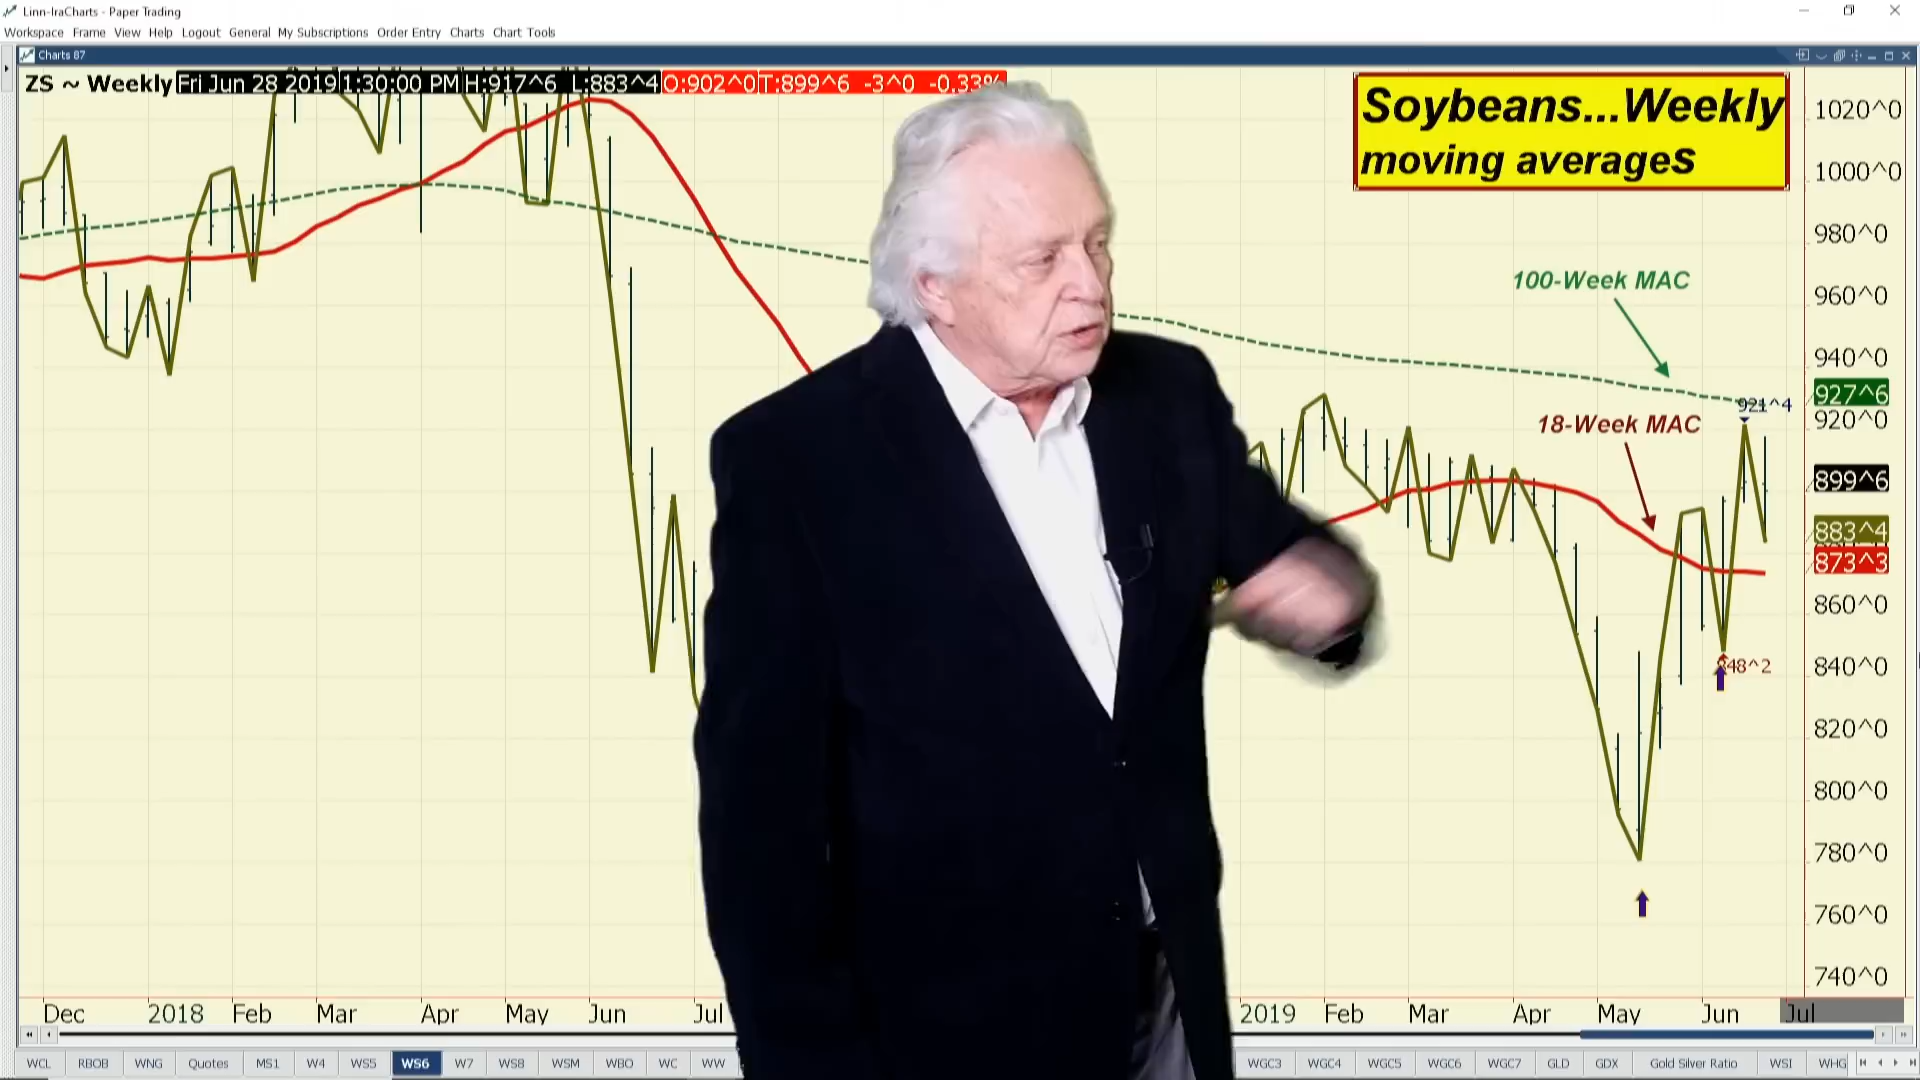 Linn-IraCharts - Paper Trading
Workspace Frame View Help Logout General My Subscriptions Order Entry Charts Chart Tools
Charts 87
ZS ~ Weekly Fri Jun 28 2019 1:30:00 PM H:917^6 L:883^4 O:902^0 T:899^6 -3^0 -0.33%
Soybeans...Weekly
moving averages
1020^0
1000^0
980^0
100-Week MAC
960^0
940^0
927^6
921^4
920^0
18-Week MAC
899^6
883^4
873^3
860^0
48^2
840^0
820^0
800^0
780^0
760^0
740^0
Dec 2018 Feb Mar Apr May Jun Jul 2019 Feb Mar Apr May Jun Jul
WCL RBOB WNG Quotes MS1 W4 WS5 WS6 W7 WS8 WSM WBO WC WW WGC3 WGC4 WGC5 WGC6 WGC7 GLD GDX Gold Silver Ratio WSI WHG